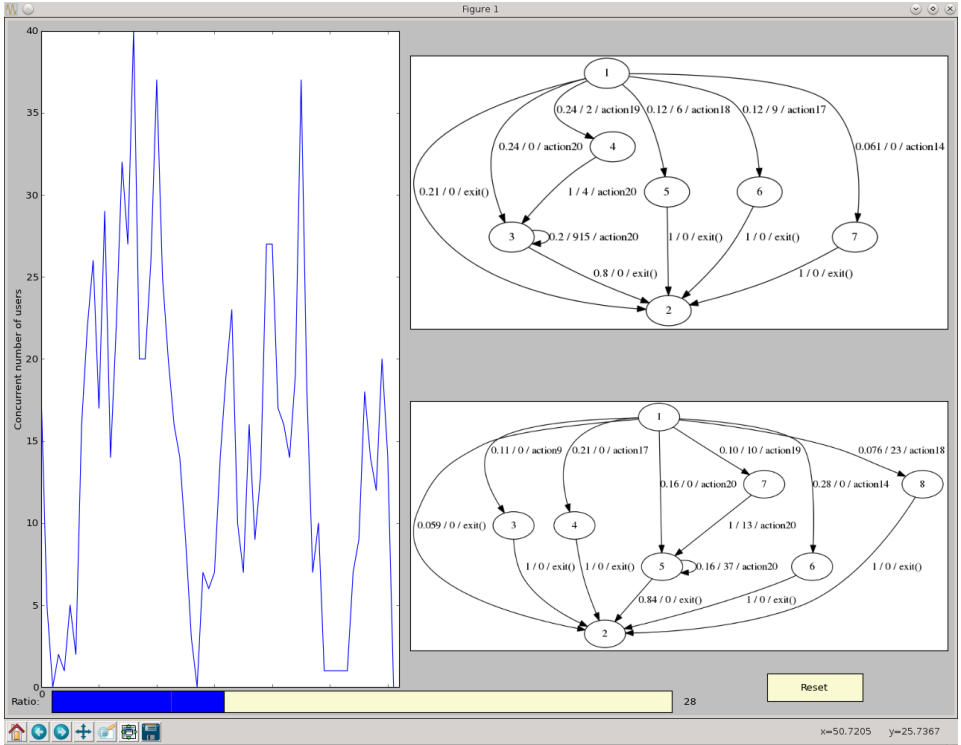 Figure 1
40
35
30
25
20
15
10
5
0
0
Concurrent number of users
1
0.24 / 2 / action19
0.12 / 6 / action18
0.12 / 9 / action17
4
0.24 / 0 / action20
0.061 / 0 / action14
0.21 / 0 / exit()
1 / 4 / action20
5
6
3
0.2 / 915 / action20
1 / 0 / exit()
1 / 0 / exit()
7
0.8 / 0 / exit()
1 / 0 / exit()
2
1
0.11 / 0 / action9
0.21 / 0 / action17
0.10 / 10 / action19
0.076 / 23 / action18
0.16 / 0 / action20
7
0.28 / 0 / action14
8
0.059 / 0 / exit()
3
4
1 / 13 / action20
1 / 0 / exit()
1 / 0 / exit()
5
0.16 / 37 / action20
6
1 / 0 / exit()
0.84 / 0 / exit()
1 / 0 / exit()
2
Ratio:
28
Reset
x=50.7205 y=25.7367